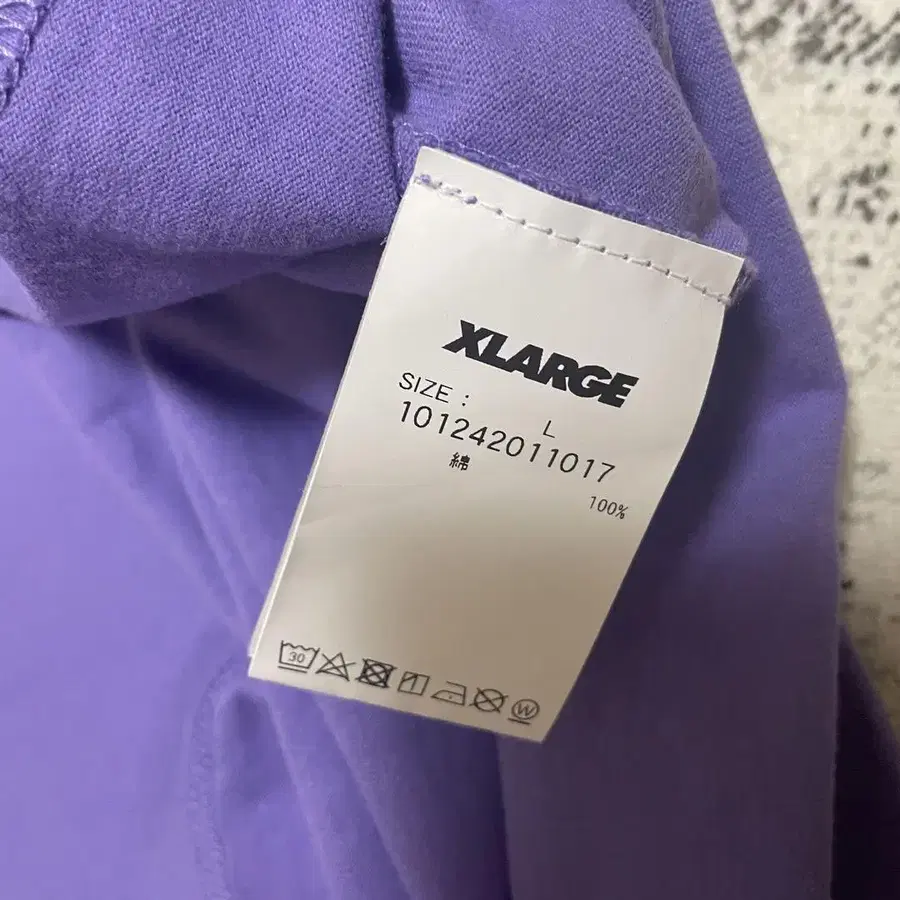 XLARGE
SIZE : L
101242011017
綿 100%
30
W